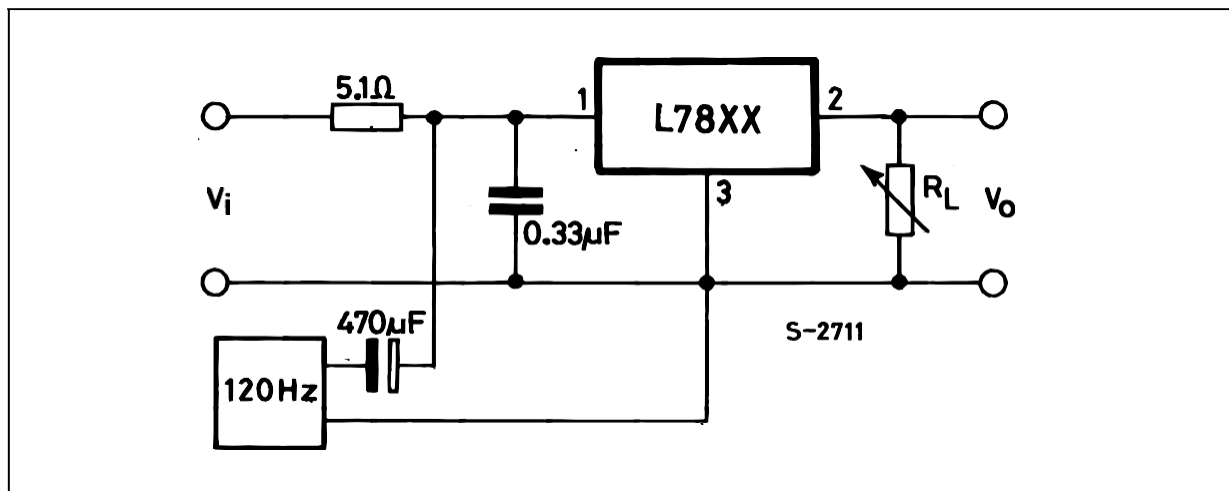 5.1Ω
1
L78XX
2
3
Vi
0.33μF
RL
Vo
470μF
S-2711
120Hz